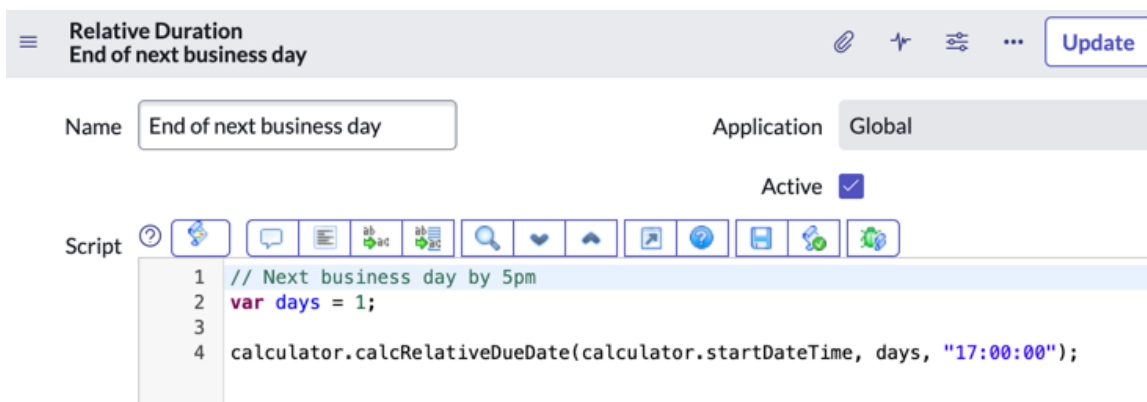 Relative Duration
End of next business day
Update
Name
End of next business day
Application
Global
Active
Script
1 // Next business day by 5pm
2 var days = 1;
3
4 calculator.calcRelativeDueDate(calculator.startDateTime, days, "17:00:00");